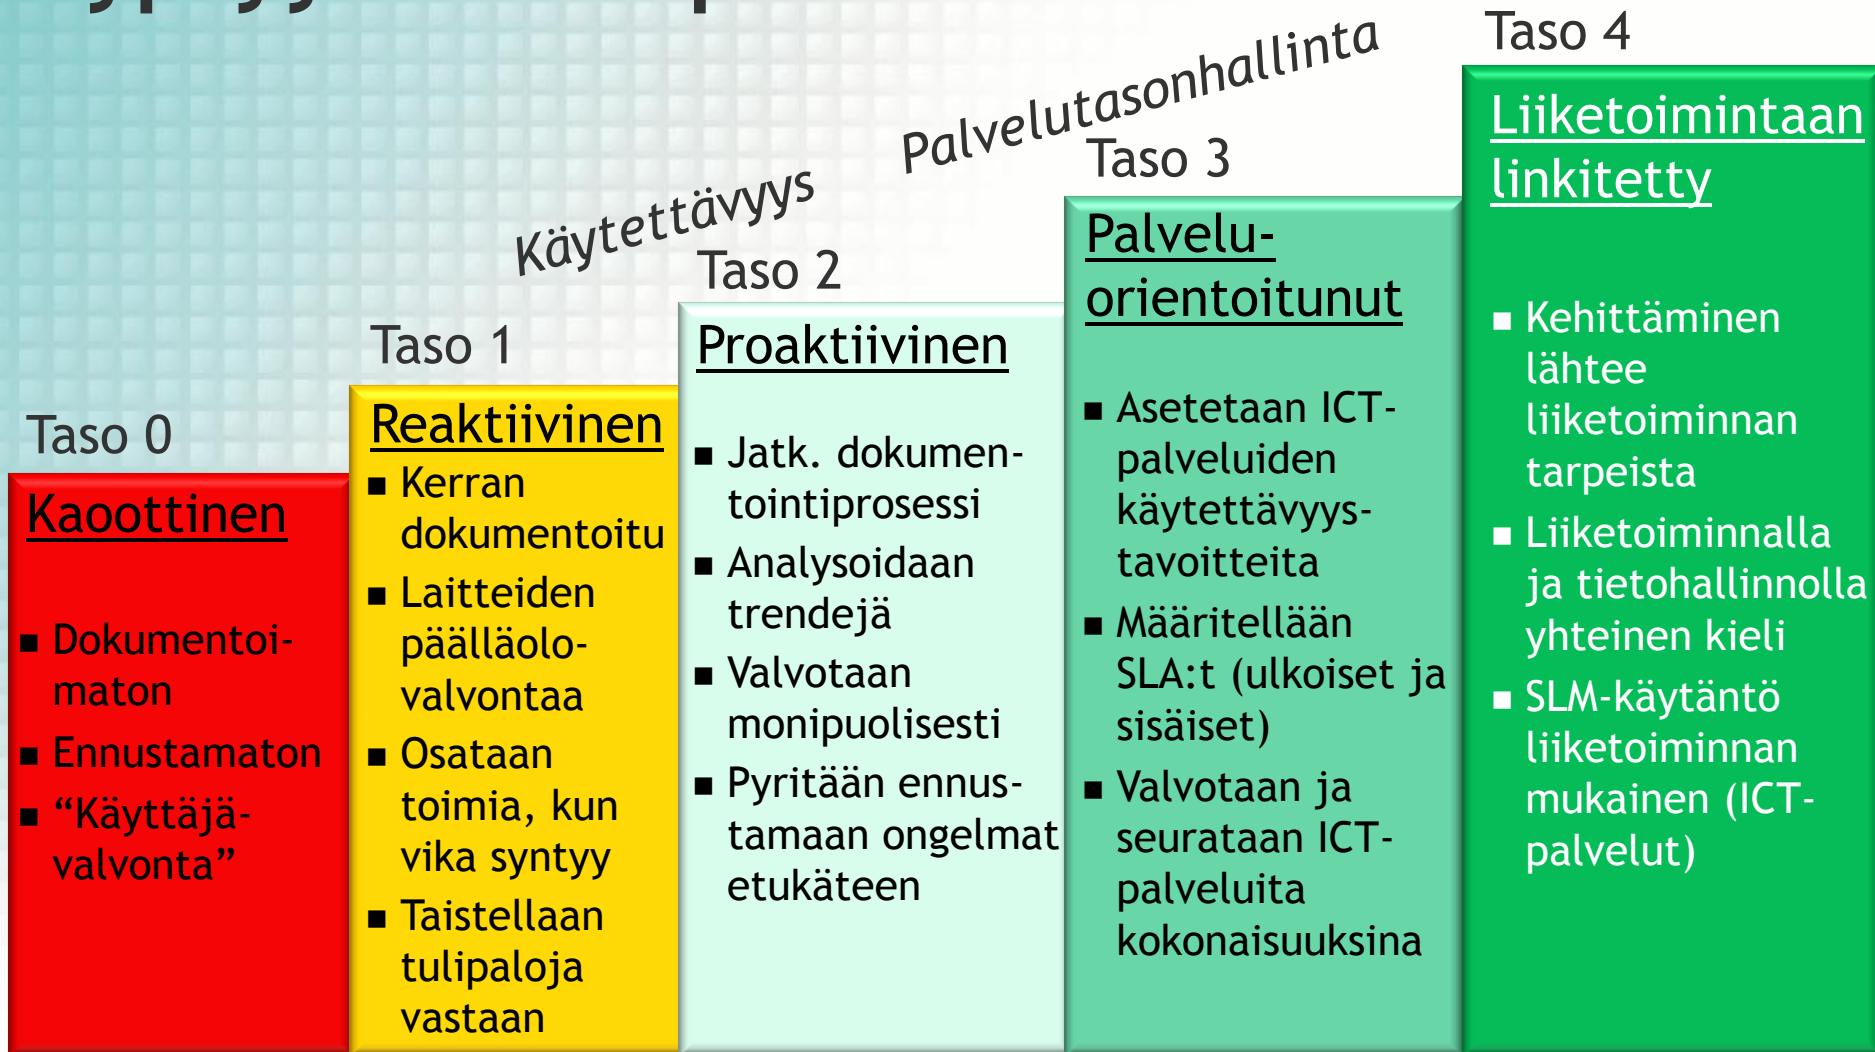 Taso 0
Kaoottinen
■ Dokumentoi-
maton
■ Ennustamaton
■ “Käyttäjä-
valvonta”
Taso 1
Reaktiivinen
■ Kerran
dokumentoitu
■ Laitteiden
päälläolo-
valvontaa
■ Osataan
toimia, kun
vika syntyy
■ Taistellaan
tulipaloja
vastaan
Käytettävyys
Taso 2
Proaktiivinen
■ Jatk. dokumen-
tointiprosessi
■ Analysoidaan
trendejä
■ Valvotaan
monipuolisesti
■ Pyritään ennus-
tamaan ongelmat
etukäteen
Palvelutasonhallinta
Taso 3
Palvelu-
orientoitunut
■ Asetetaan ICT-
palveluiden
käytettävyys-
tavoitteita
■ Määritellään
SLA:t (ulkoiset ja
sisäiset)
■ Valvotaan ja
seurataan ICT-
palveluita
kokonaisuuksina
Taso 4
Liiketoimintaan
linkitetty
■ Kehittäminen
lähtee
liiketoiminnan
tarpeista
■ Liiketoiminnalla
ja tietohallinnolla
yhteinen kieli
■ SLM-käytäntö
liiketoiminnan
mukainen (ICT-
palvelut)